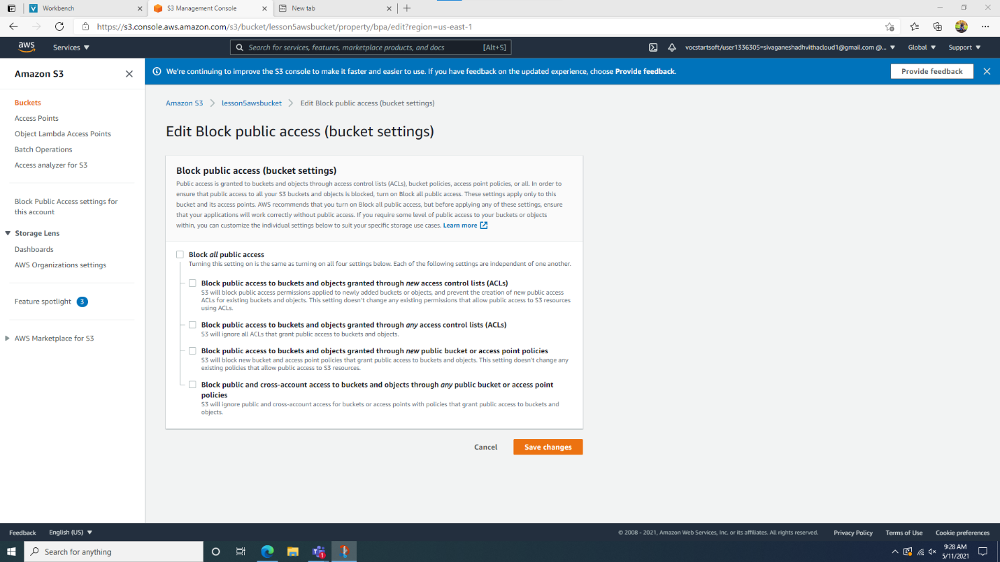 Workbench
S3 Management Console
New tab
https://s3.console.aws.amazon.com/s3/bucket/lesson5awsbucket/property/bpa/edit?region=us-east-1
aws
Services
Search for services, features, marketplace products, and docs
[Alt+S]
vocstartsoft/user1336305=sivaganeshadhvithacloud1@gmail.com @...
Global
Support
Amazon S3
We're continuing to improve the S3 console to make it faster and easier to use. If you have feedback on the updated experience, choose Provide feedback.
Provide feedback
Buckets
Access Points
Object Lambda Access Points
Batch Operations
Access analyzer for S3
Block Public Access settings for
this account
Storage Lens
Dashboards
AWS Organizations settings
Feature spotlight 3
AWS Marketplace for S3
Amazon S3
lesson5awsbucket
Edit Block public access (bucket settings)
Edit Block public access (bucket settings)
Block public access (bucket settings)
Public access is granted to buckets and objects through access control lists (ACLs), bucket policies, access point policies, or all. In order to
ensure that public access to all your S3 buckets and objects is blocked, turn on Block all public access. These settings apply only to this
bucket and its access points. AWS recommends that you turn on Block all public access, but before applying any of these settings, ensure
that your applications will work correctly without public access. If you require some level of public access to your buckets or objects
within, you can customize the individual settings below to suit your specific storage use cases. Learn more
Block all public access
Turning this setting on is the same as turning on all four settings below. Each of the following settings are independent of one another.
Block public access to buckets and objects granted through new access control lists (ACLs)
S3 will block public access permissions applied to newly added buckets or objects, and prevent the creation of new public access
ACLs for existing buckets and objects. This setting doesn't change any existing permissions that allow public access to S3 resources
using ACLs.
Block public access to buckets and objects granted through any access control lists (ACLs)
S3 will ignore all ACLs that grant public access to buckets and objects.
Block public access to buckets and objects granted through new public bucket or access point policies
S3 will block new bucket and access point policies that grant public access to buckets and objects. This setting doesn't change any
existing policies that allow public access to S3 resources.
Block public and cross-account access to buckets and objects through any public bucket or access point
policies
S3 will ignore public and cross-account access for buckets or access points with policies that grant public access to buckets and
objects.
Cancel
Save changes
Feedback
English (US)
© 2008 - 2021, Amazon Web Services, Inc. or its affiliates. All rights reserved.
Privacy Policy
Terms of Use
Cookie preferences
Search for anything
9:28 AM
5/11/2021